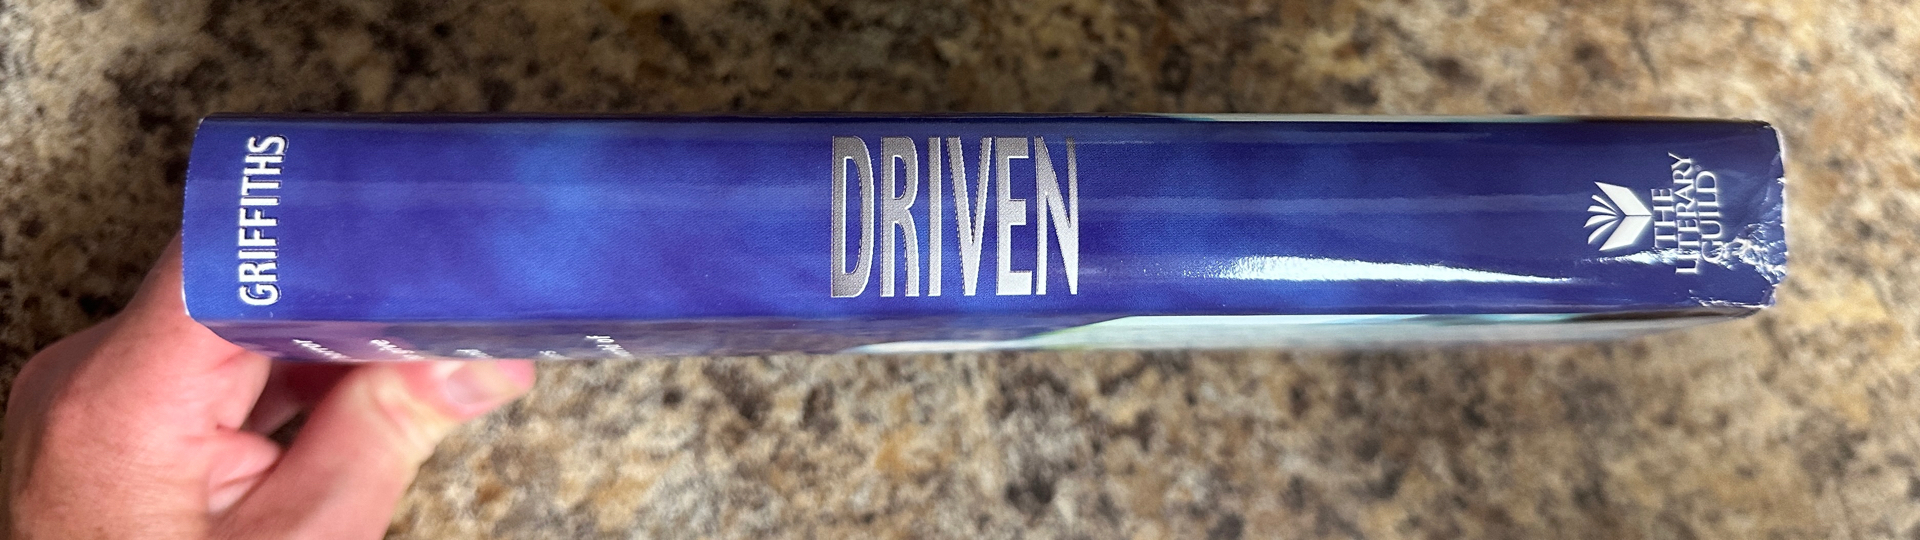 GRIFFITHS
DRIVEN
THE
LITERARY
GUILD